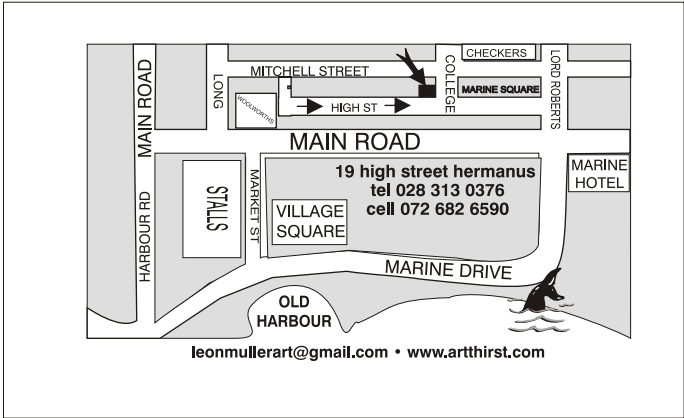 CHECKERS
MAIN ROAD
LONG
MITCHELL STREET
COLLEGE
LORD ROBERTS
WOOLWORTHS
HIGH ST
MARINE SQUARE
MAIN ROAD
HARBOUR RD
STALLS
MARKET ST
19 high street hermanus
tel 028 313 0376
cell 072 682 6590
MARINE
HOTEL
VILLAGE
SQUARE
MARINE DRIVE
OLD
HARBOUR
leonmullerart@gmail.com • www.artthirst.com